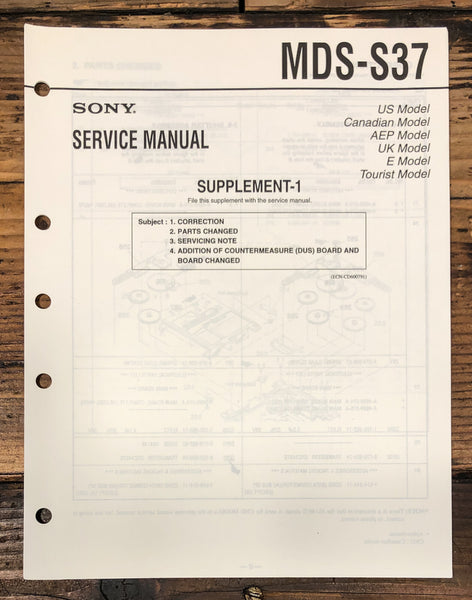 MDS-S37
SONY.
SERVICE MANUAL
US Model
Canadian Model
AEP Model
UK Model
E Model
Tourist Model
SUPPLEMENT-1
File this supplement with the service manual.
Subject : 1. CORRECTION
2. PARTS CHANGED
3. SERVICING NOTE
4. ADDITION OF COUNTERMEASURE (DUS) BOARD AND
BOARD CHANGED
(ECN-CD600791)